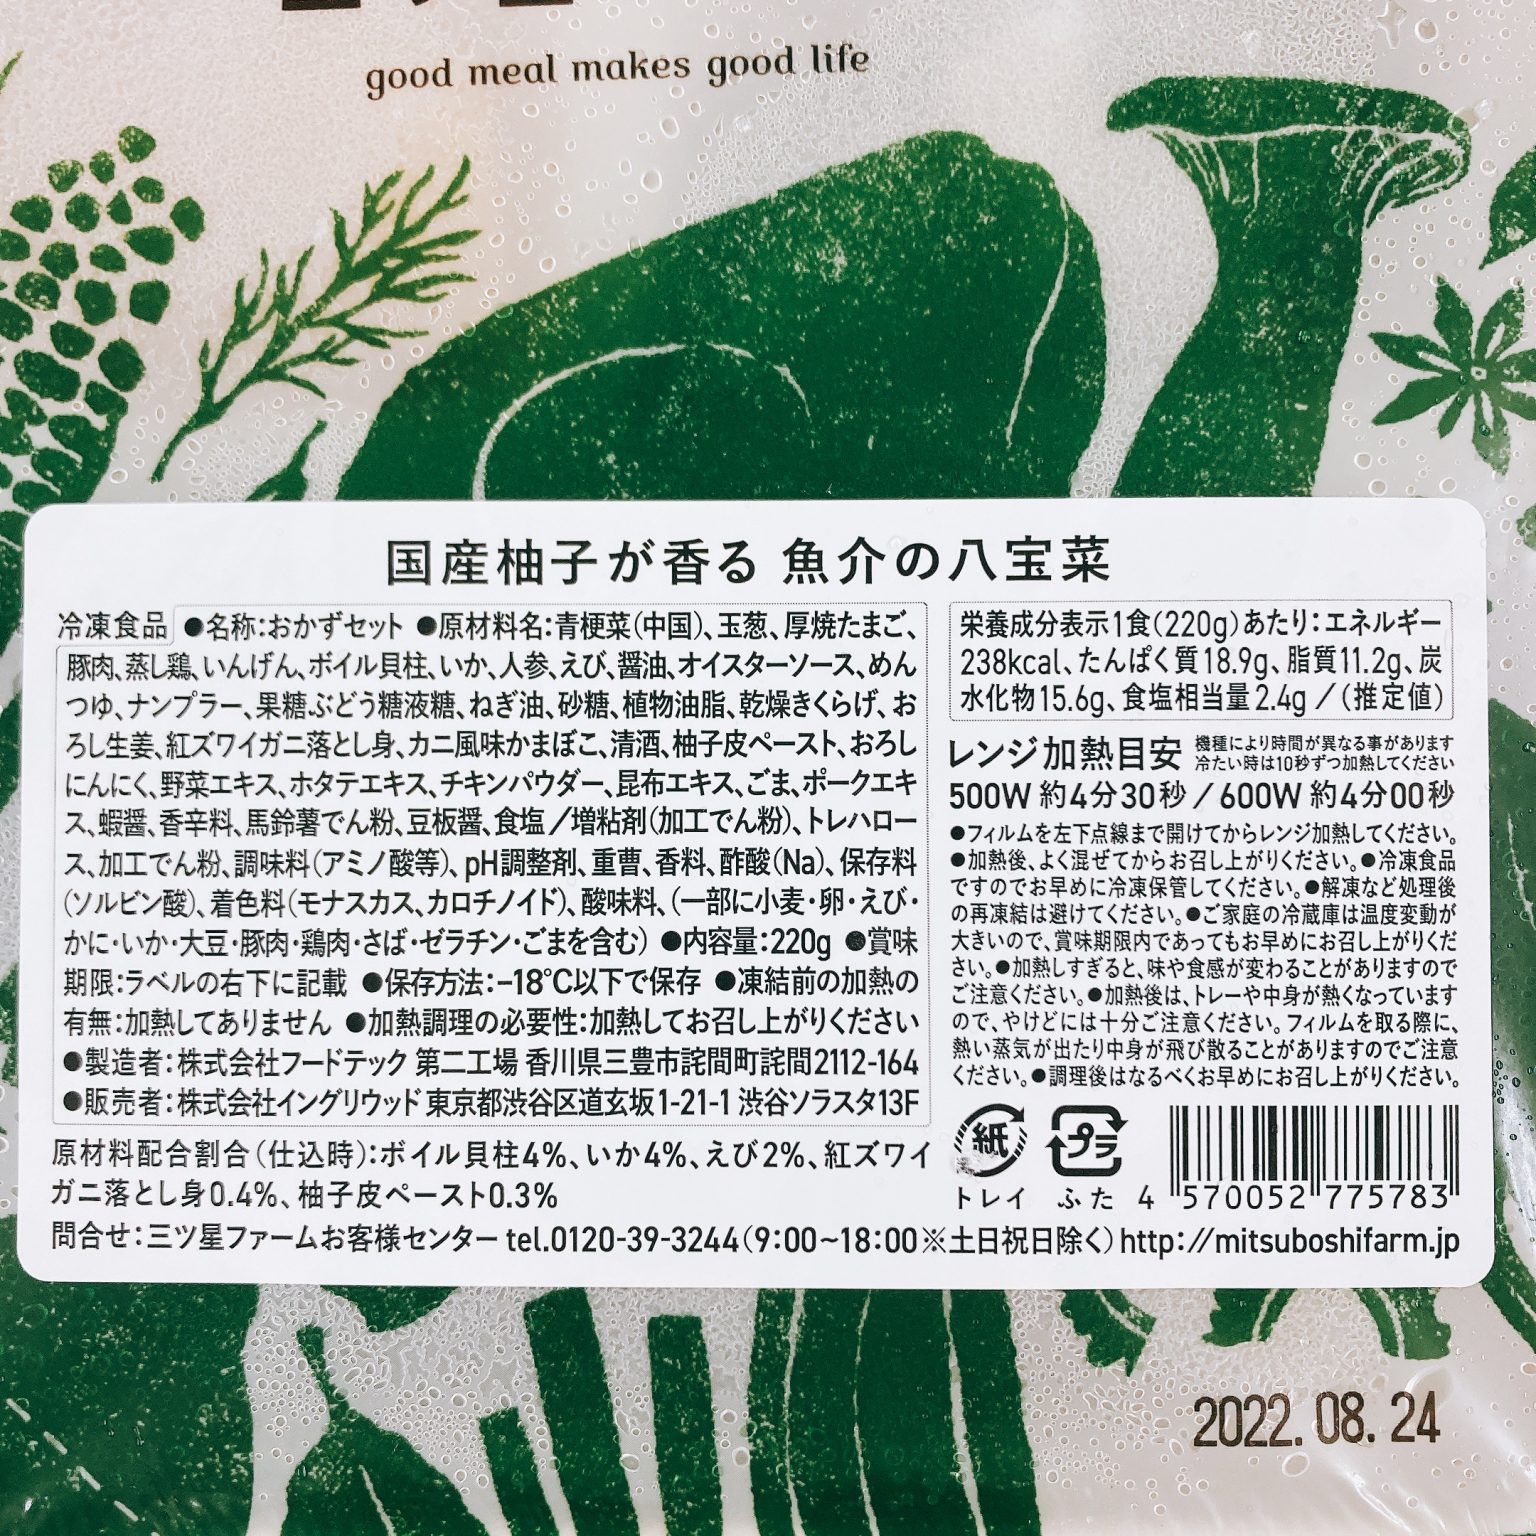 good meal makes good life
国産柚子が香る 魚介の八宝菜
冷凍食品 ●名称:おかずセット ●原材料名:青梗菜(中国)、玉葱、厚焼たまご、
豚肉、蒸し鶏、いんげん、ボイル貝柱、いか、人参、えび、醤油、オイスターソース、めん
つゆ、ナンプラー、果糖ぶどう糖液糖、ねぎ油、砂糖、植物油脂、乾燥きくらげ、お
ろし生姜、紅ズワイガニ落とし身、カニ風味かまぼこ、清酒、柚子皮ペースト、おろし
にんにく、野菜エキス、ホタテエキス、チキンパウダー、昆布エキス、ごま、ポークエキ
ス、蝦醤、香辛料、馬鈴薯でん粉、豆板醤、食塩/増粘剤(加工でん粉)、トレハロー
ス、加工でん粉、調味料(アミノ酸等)、pH調整剤、重曹、香料、酢酸(Na)、保存料
(ソルビン酸)、着色料(モナスカス、カロチノイド)、酸味料、(一部に小麦・卵・えび・
かに・いか・大豆・豚肉・鶏肉・さば・ゼラチン・ごまを含む) ●内容量:220g ●賞味
期限:ラベルの右下に記載 ●保存方法:−18℃以下で保存 ●凍結前の加熱の
有無:加熱してありません ●加熱調理の必要性:加熱してお召し上がりください
●製造者:株式会社フードテック 第二工場 香川県三豊市詫間町詫間2112-164
●販売者:株式会社イングリウッド 東京都渋谷区道玄坂1-21-1 渋谷ソラスタ13F
原材料配合割合(仕込時):ボイル貝柱4%、いか4%、えび2%、紅ズワイ
ガニ落とし身0.4%、柚子皮ペースト0.3%
栄養成分表示1食(220g)あたり:エネルギー
238kcal、たんぱく質18.9g、脂質11.2g、炭
水化物15.6g、食塩相当量2.4g/(推定値)
レンジ加熱目安 機種により時間が異なる事があります
冷たい時は10秒ずつ加熱してください
500W 約4分30秒/600W 約4分00秒
●フィルムを左下点線まで開けてからレンジ加熱してください。
●加熱後、よく混ぜてからお召し上がりください。●冷凍食品
ですのでお早めに冷凍保管してください。●解凍など処理後
の再凍結は避けてください。●ご家庭の冷蔵庫は温度変動が
大きいので、賞味期限内であってもお早めにお召し上がりくだ
さい。●加熱しすぎると、味や食感が変わることがありますので
ご注意ください。●加熱後は、トレーや中身が熱くなっています
ので、やけどには十分ご注意ください。フィルムを取る際に、
熱い蒸気が出たり中身が飛び散ることがありますのでご注意
ください。●調理後はなるべくお早めにお召し上がりください。
紙 プラ
トレイ ふた 4 570052 775783
問合せ:三ツ星ファームお客様センター tel.0120-39-3244(9:00~18:00※土日祝日除く) http://mitsuboshifarm.jp
2022. 08. 24